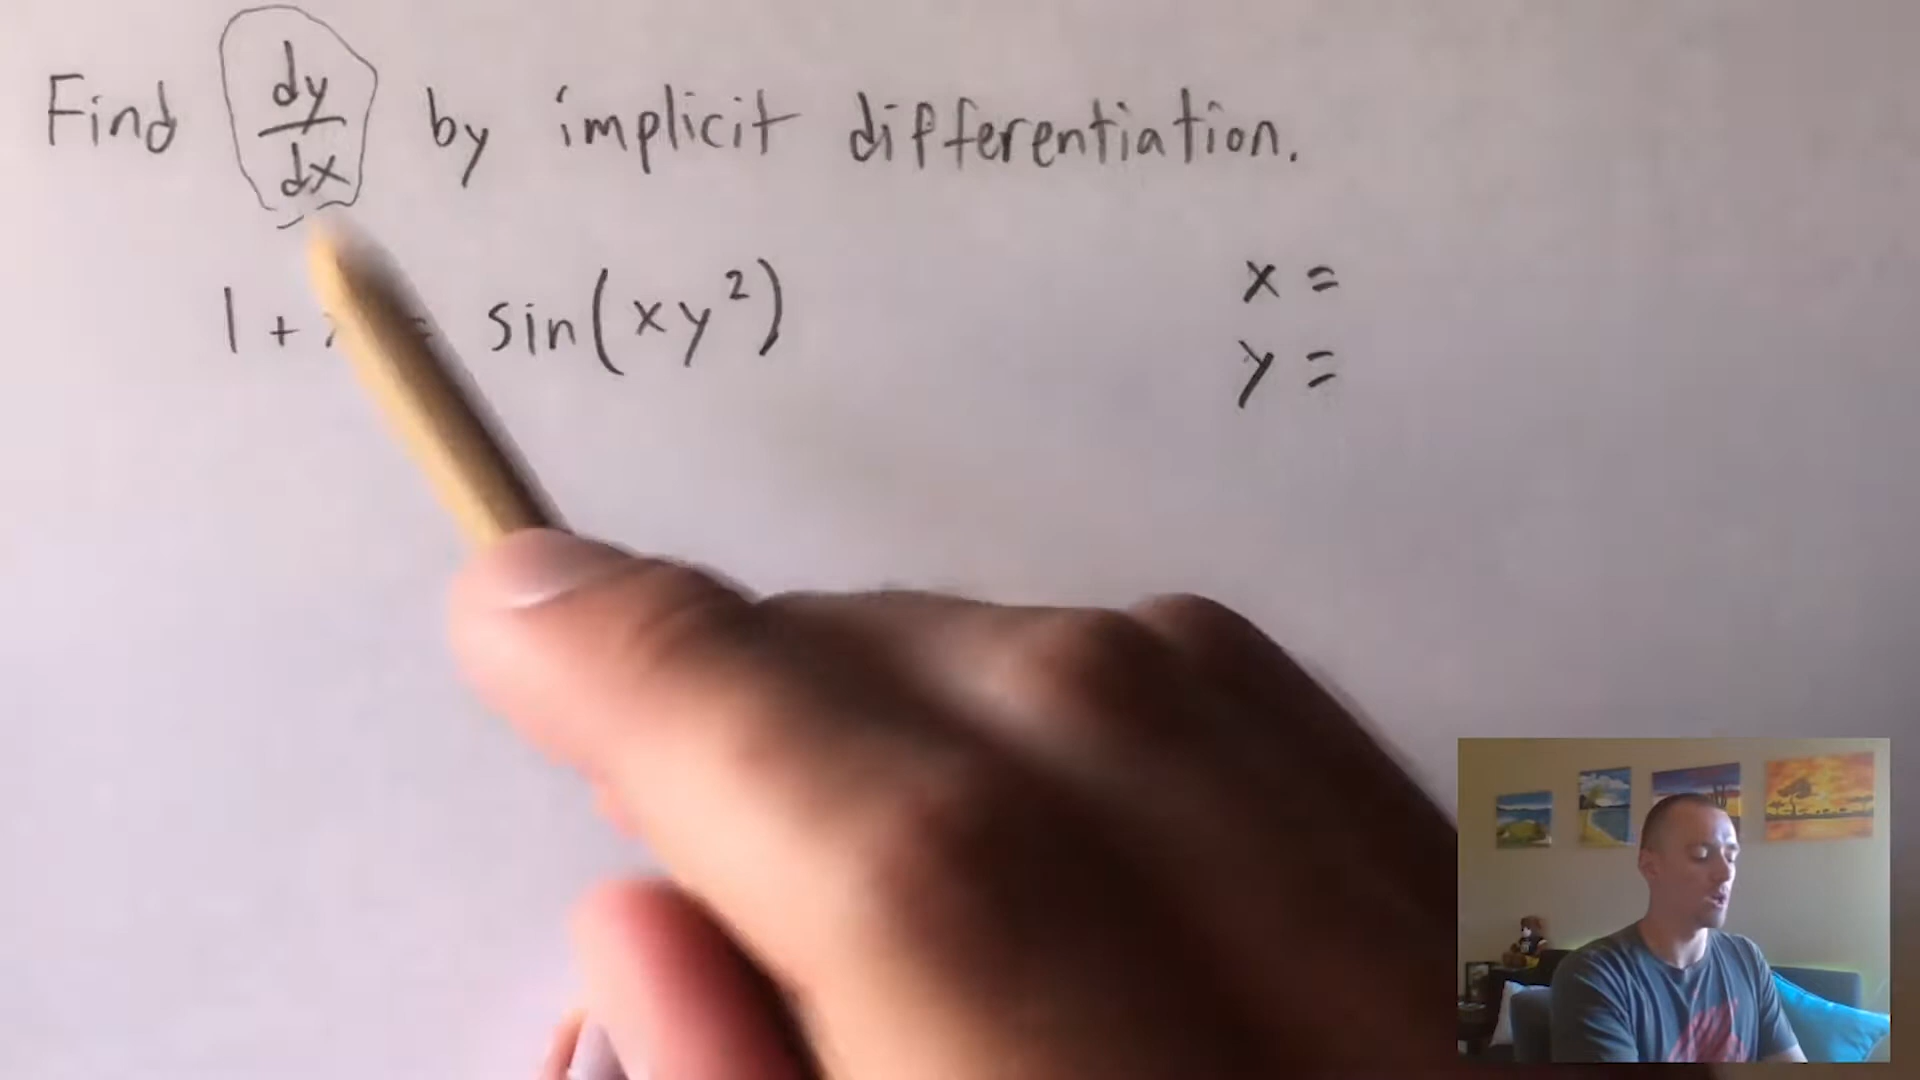 Find dy/dx by implicit differentiation.
1 + = sin(xy²)
x =
y =